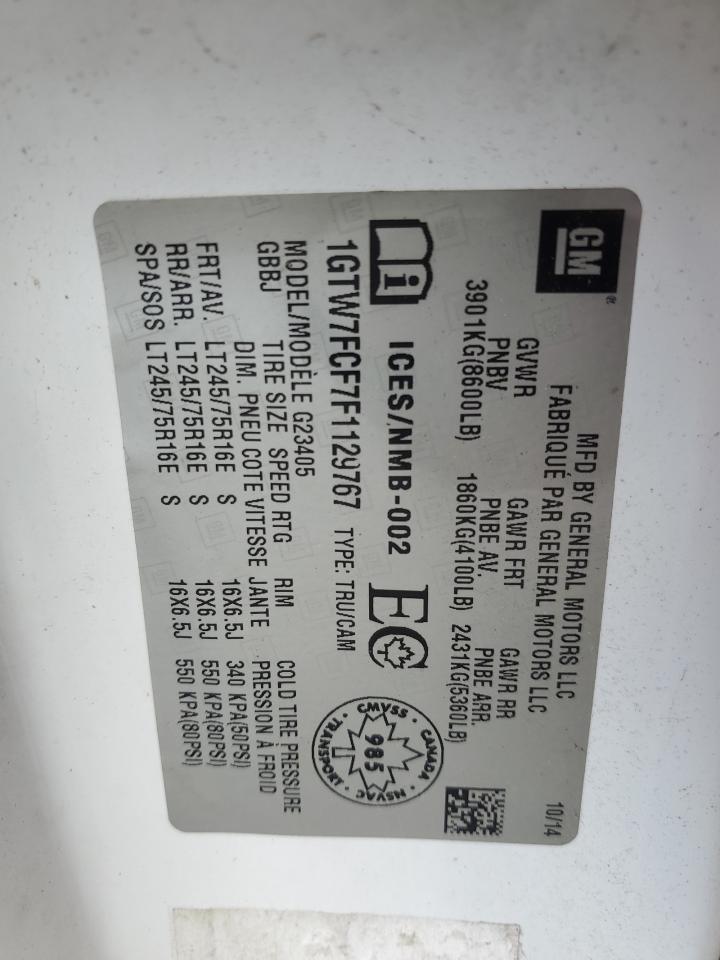 GM
®
MFD BY GENERAL MOTORS LLC 10/14
FABRIQUÉ PAR GENERAL MOTORS LLC
GVWR GAWR FRT GAWR RR
PNBV PNBE AV. PNBE ARR.
3901KG(8600LB) 1860KG(4100LB) 2431KG(5360LB)
i ICES/NMB-002 EC
CMVSS · CANADA · NSVAC · TRANSPORT ·
985
1GTW7FCF7F1129767 TYPE: TRU/CAM
MODEL/MODÈLE G23405
GBBJ TIRE SIZE SPEED RTG RIM COLD TIRE PRESSURE
DIM. PNEU COTE VITESSE JANTE PRESSION À FROID
FRT/AV. LT245/75R16E S 16X6.5J 340 KPA(50PSI)
RR/ARR. LT245/75R16E S 16X6.5J 550 KPA(80PSI)
SPA/SOS LT245/75R16E S 16X6.5J 550 KPA(80PSI)